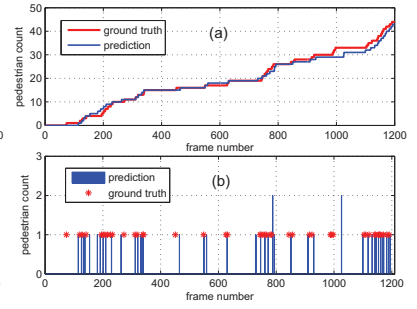 50
40
30
20
10
0
pedestrian count
ground truth
prediction
(a)
0 200 400 600 800 1000 1200
frame number
3
2
1
0
pedestrian count
prediction
ground truth
(b)
0 200 400 600 800 1000 1200
frame number